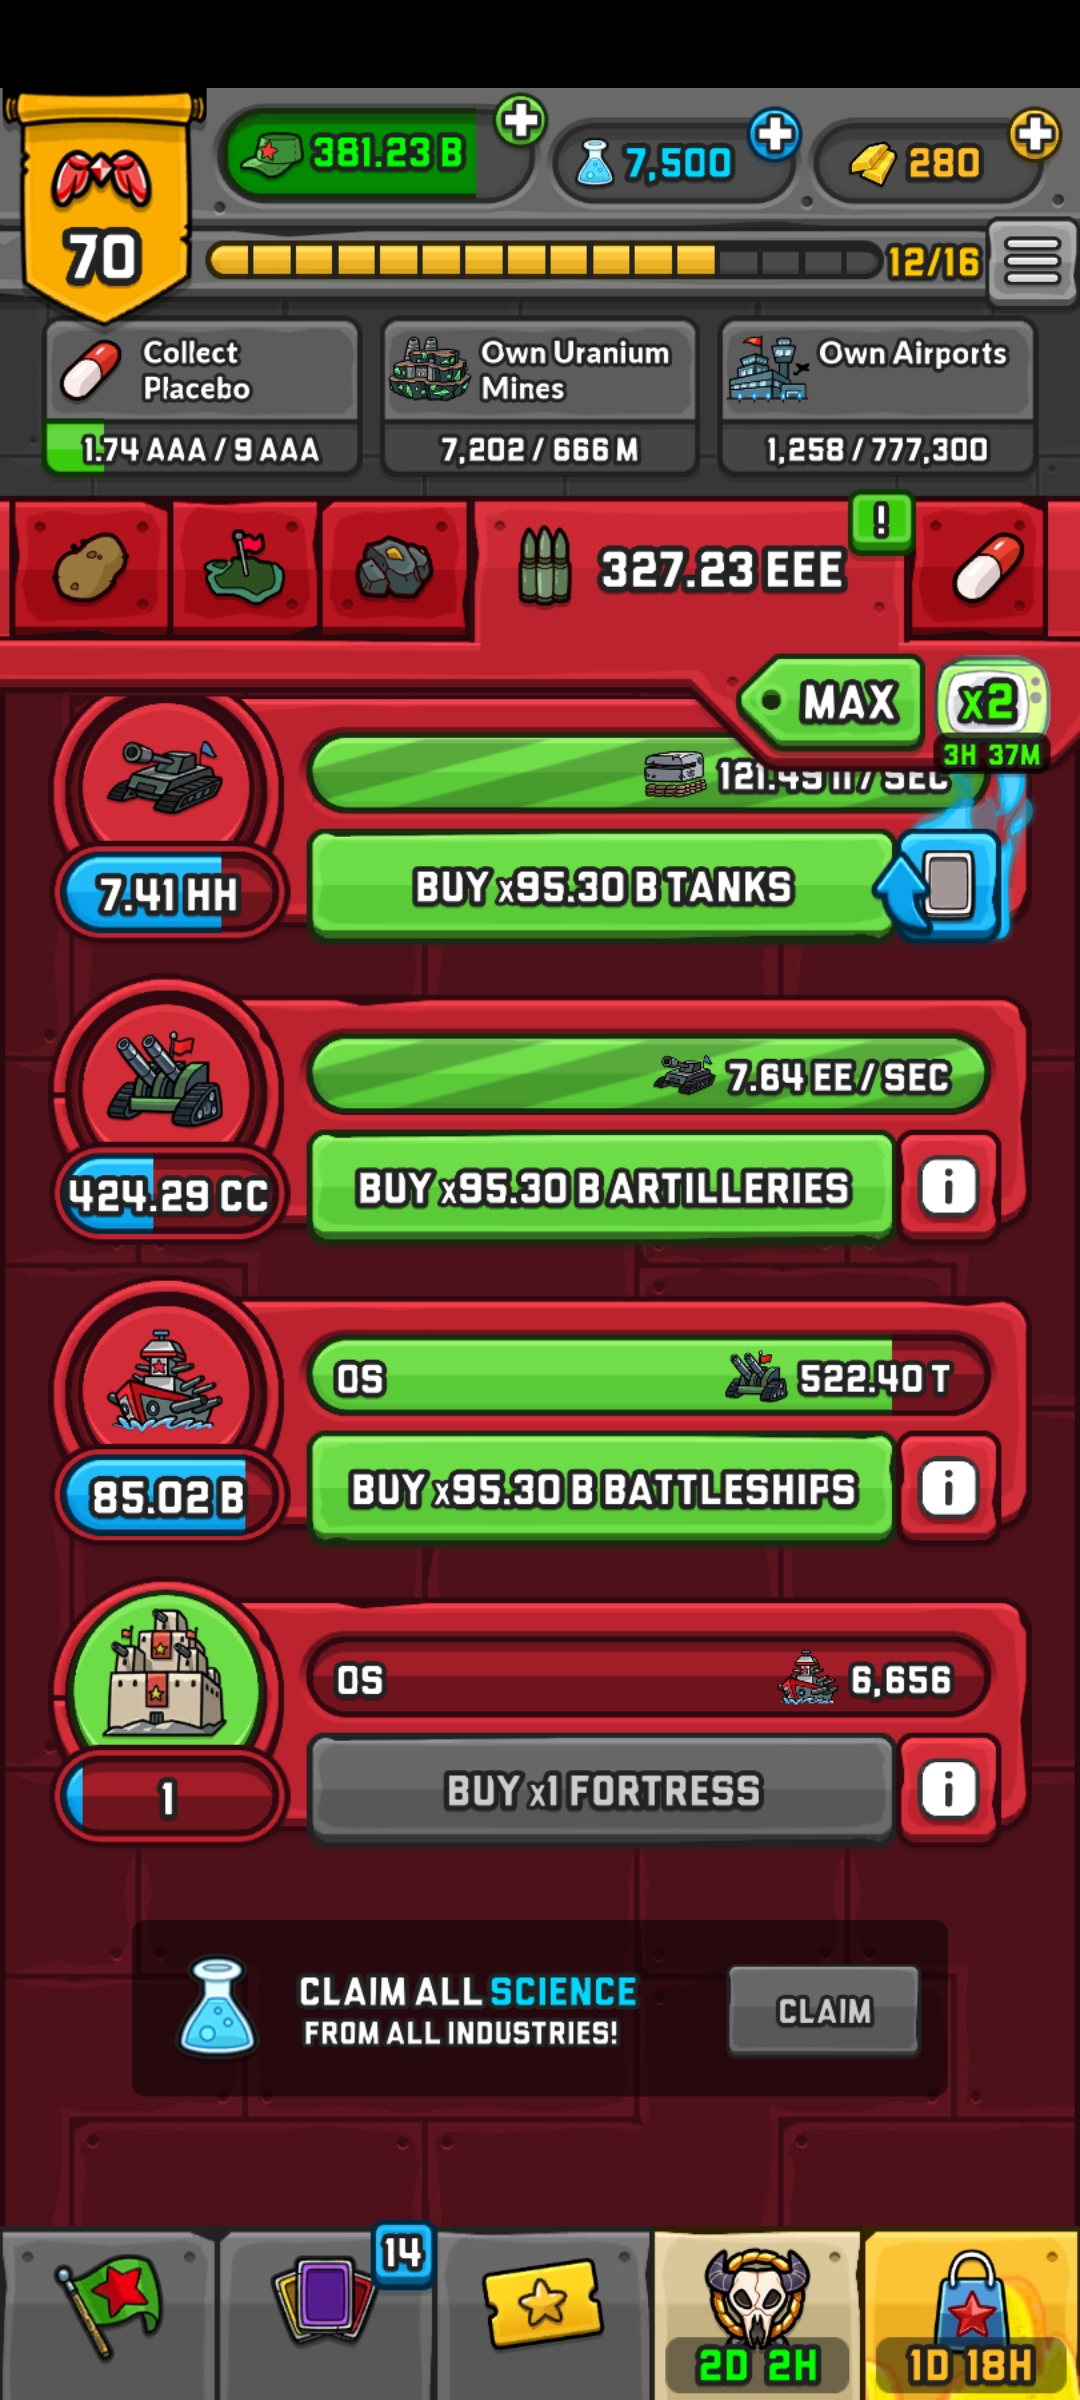 381.23 B
7,500
280
70
12/16
Collect
Placebo
1.74 AAA / 9 AAA
Own Uranium
Mines
7,202 / 666 M
Own Airports
1,258 / 777,300
!
327.23 EEE
MAX
x2
3H 37M
/ SEC
7.41 HH
BUY x95.30 B TANKS
7.64 EE / SEC
424.29 CC
BUY x95.30 B ARTILLERIES
i
0S
522.40 T
85.02 B
BUY x95.30 B BATTLESHIPS
i
0S
6,656
1
BUY x1 FORTRESS
i
CLAIM ALL SCIENCE
FROM ALL INDUSTRIES!
CLAIM
14
2D 2H
1D 18H